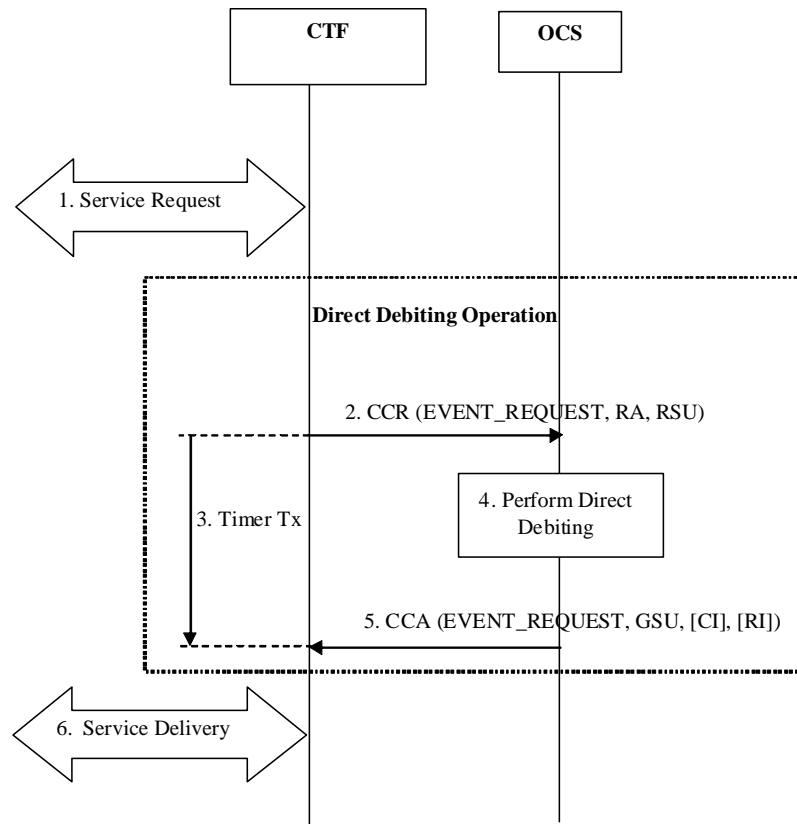 CTF
OCS
1. Service Request
Direct Debiting Operation
2. CCR (EVENT_REQUEST, RA, RSU)
3. Timer Tx
4. Perform Direct
Debiting
5. CCA (EVENT_REQUEST, GSU, [CI], [RI])
6. Service Delivery